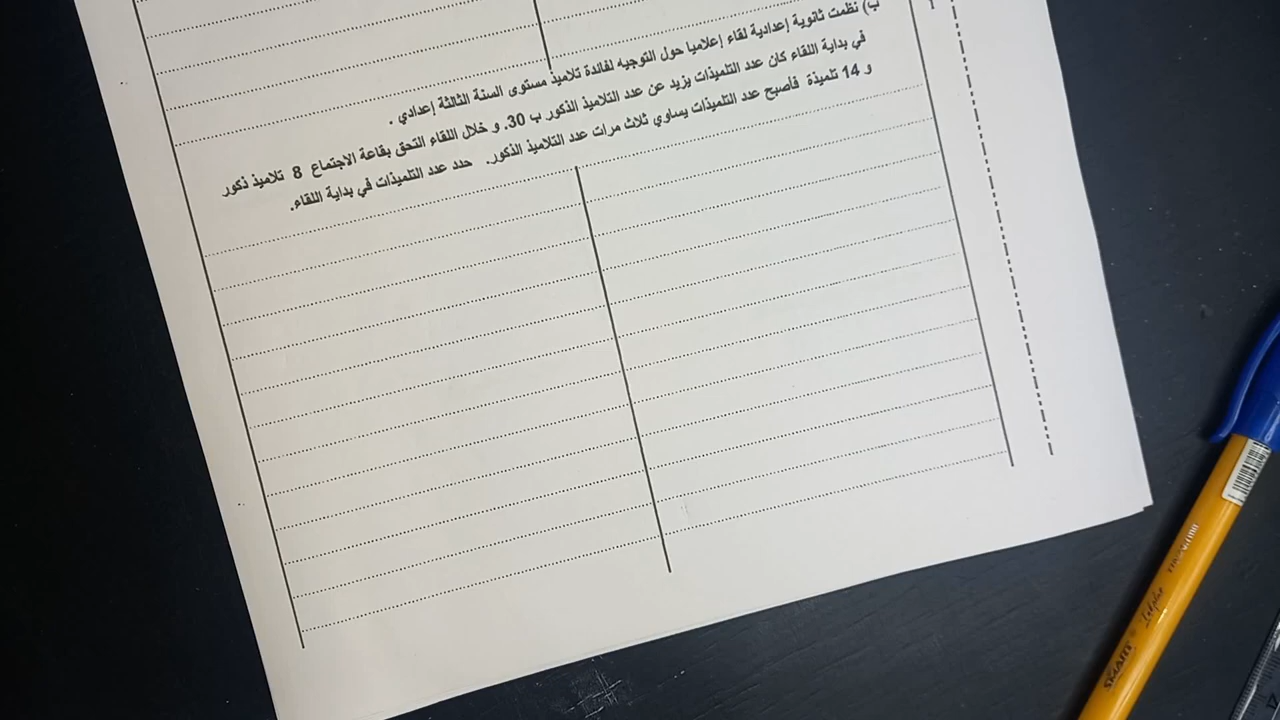 ب) نظمت ثانوية إعدادية لقاء إعلاميا حول التوجيه لفائدة تلاميذ مستوى السنة الثالثة إعدادي .
في بداية اللقاء كان عدد التلميذات يزيد عن عدد التلاميذ الذكور ب 30. و خلال اللقاء التحق بقاعة الاجتماع 8 تلاميذ ذكور
و 14 تلميذة فأصبح عدد التلميذات يساوي ثلاث مرات عدد التلاميذ الذكور. حدد عدد التلميذات في بداية اللقاء.
SMART